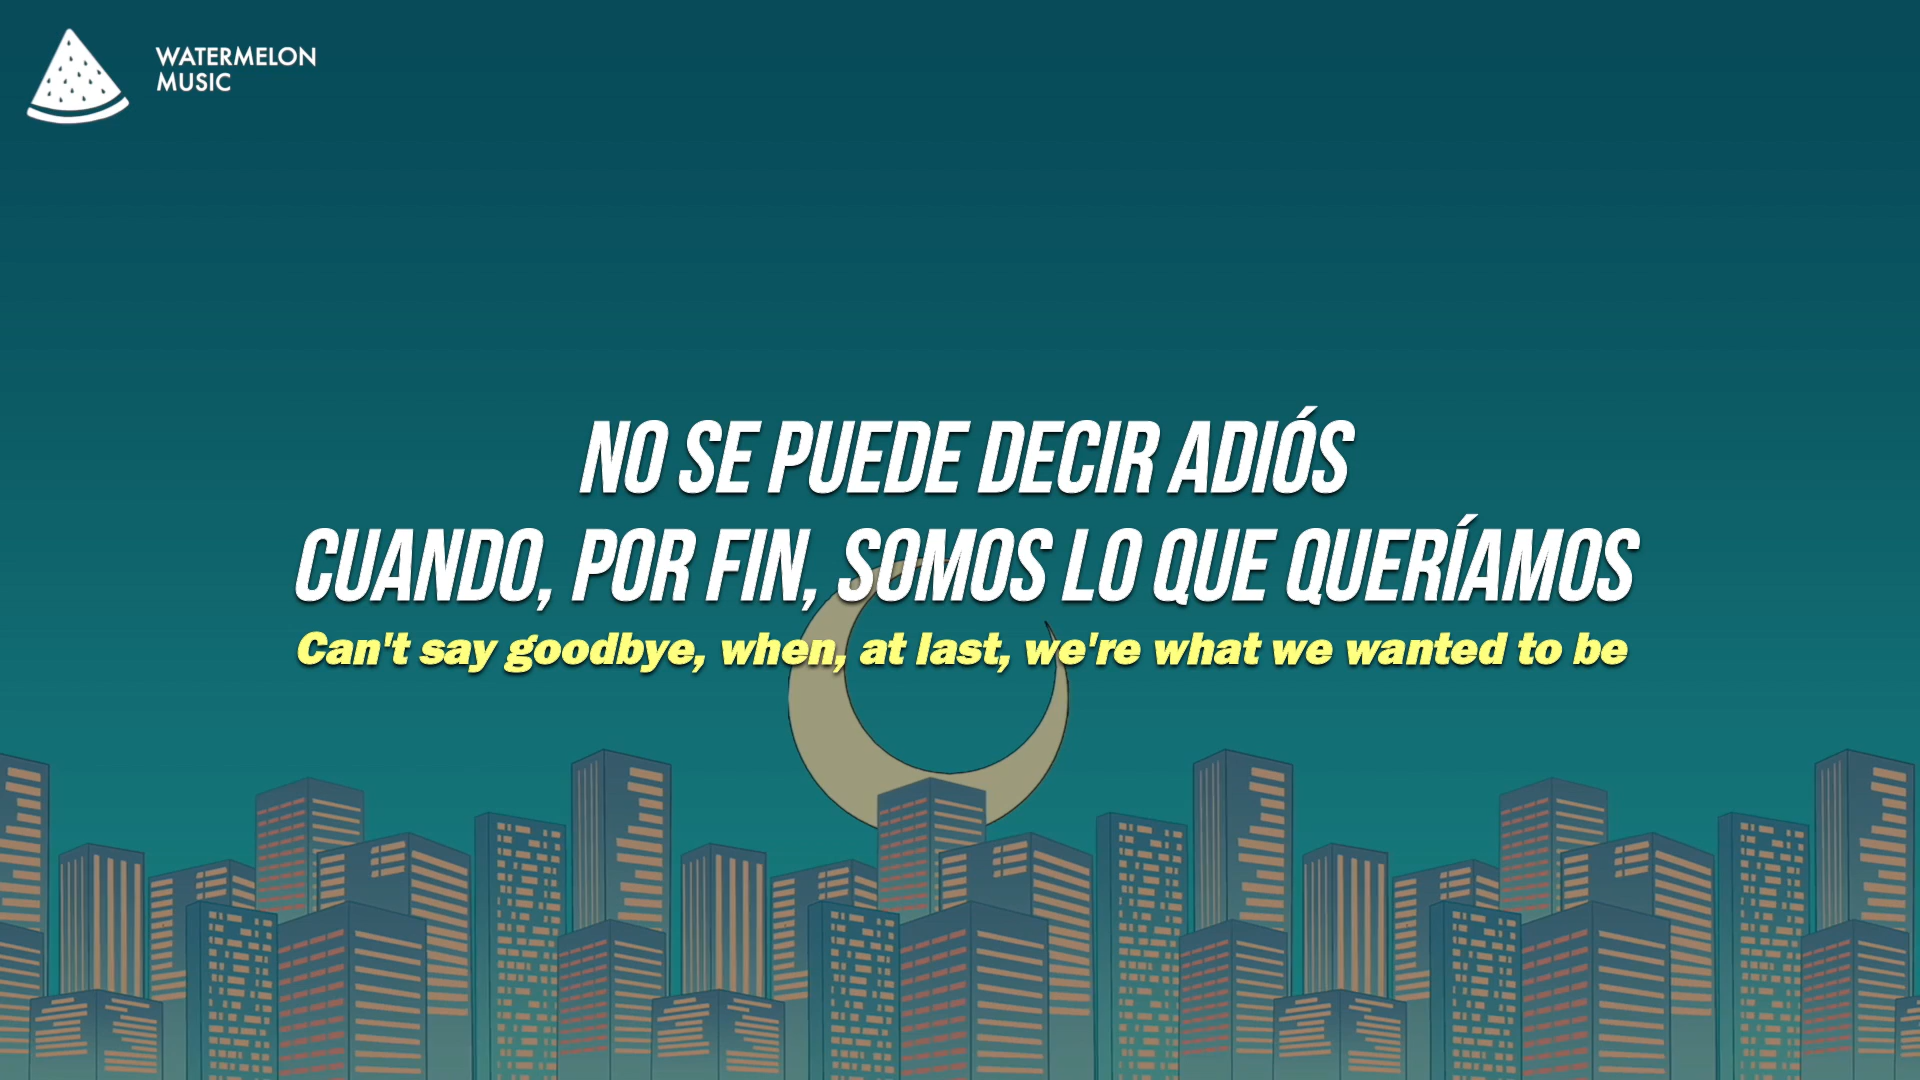 WATERMELON
MUSIC
NO SE PUEDE DECIR ADIÓS
CUANDO, POR FIN, SOMOS LO QUE QUERÍAMOS
Can't say goodbye, when, at last, we're what we wanted to be